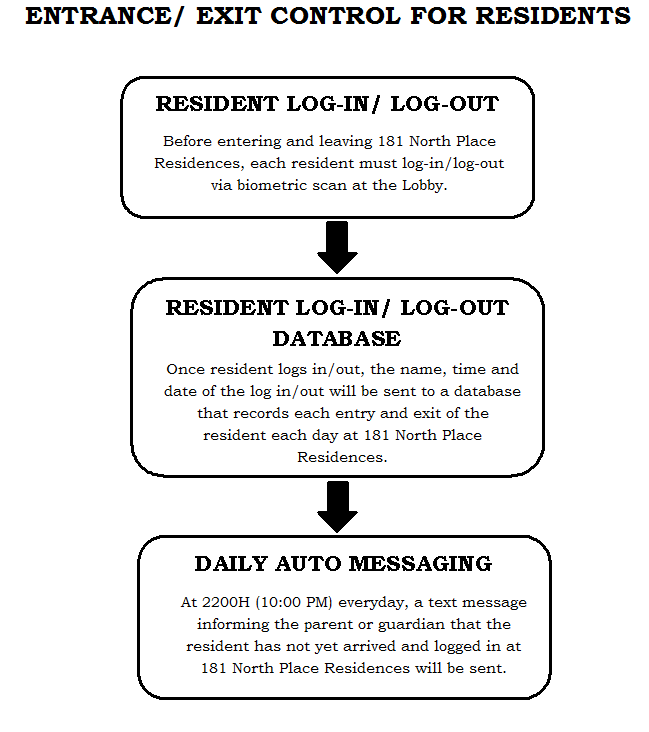 ENTRANCE/ EXIT CONTROL FOR RESIDENTS
RESIDENT LOG-IN/ LOG-OUT
Before entering and leaving 181 North Place
Residences, each resident must log-in/log-out
via biometric scan at the Lobby.
RESIDENT LOG-IN/ LOG-OUT
DATABASE
Once resident logs in/out, the name, time and
date of the log in/out will be sent to a database
that records each entry and exit of the
resident each day at 181 North Place
Residences.
DAILY AUTO MESSAGING
At 2200H (10:00 PM) everyday, a text message
informing the parent or guardian that the
resident has not yet arrived and logged in at
181 North Place Residences will be sent.